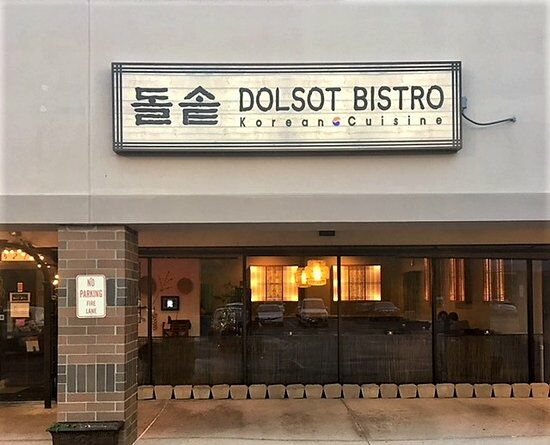 돌솥 DOLSOT BISTRO
Korean Cuisine
NO
PARKING
FIRE
LANE